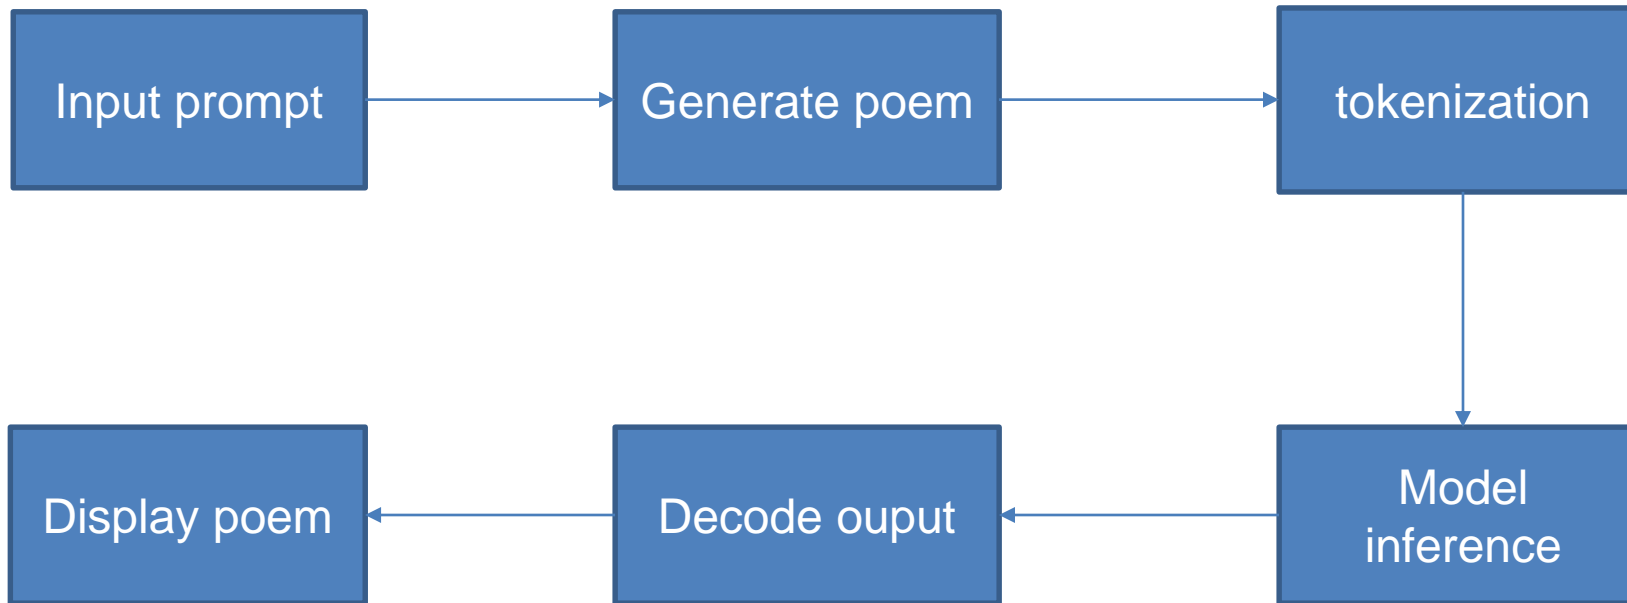 Input prompt
Generate poem
tokenization
Model
inference
Decode ouput
Display poem